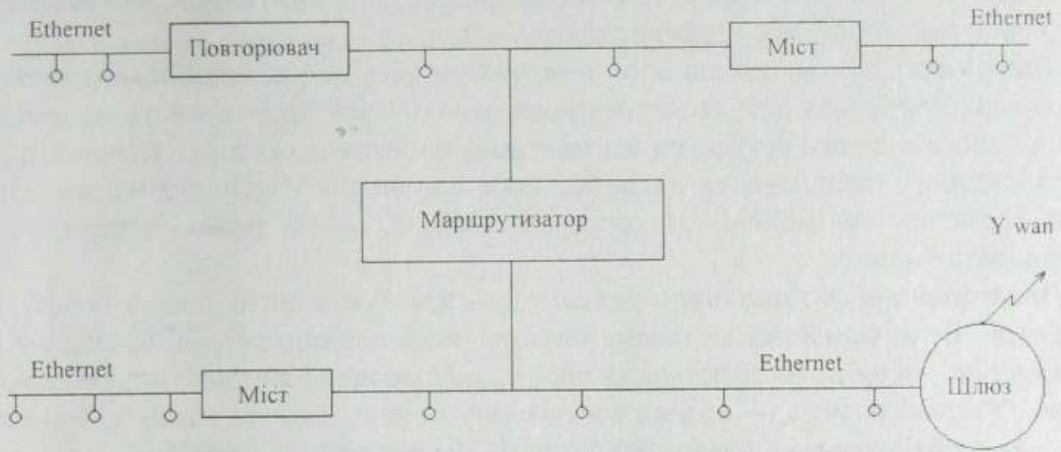 Ethernet
Повторювач
Міст
Ethernet
Маршрутизатор
Y wan
Ethernet
Міст
Ethernet
Шлюз